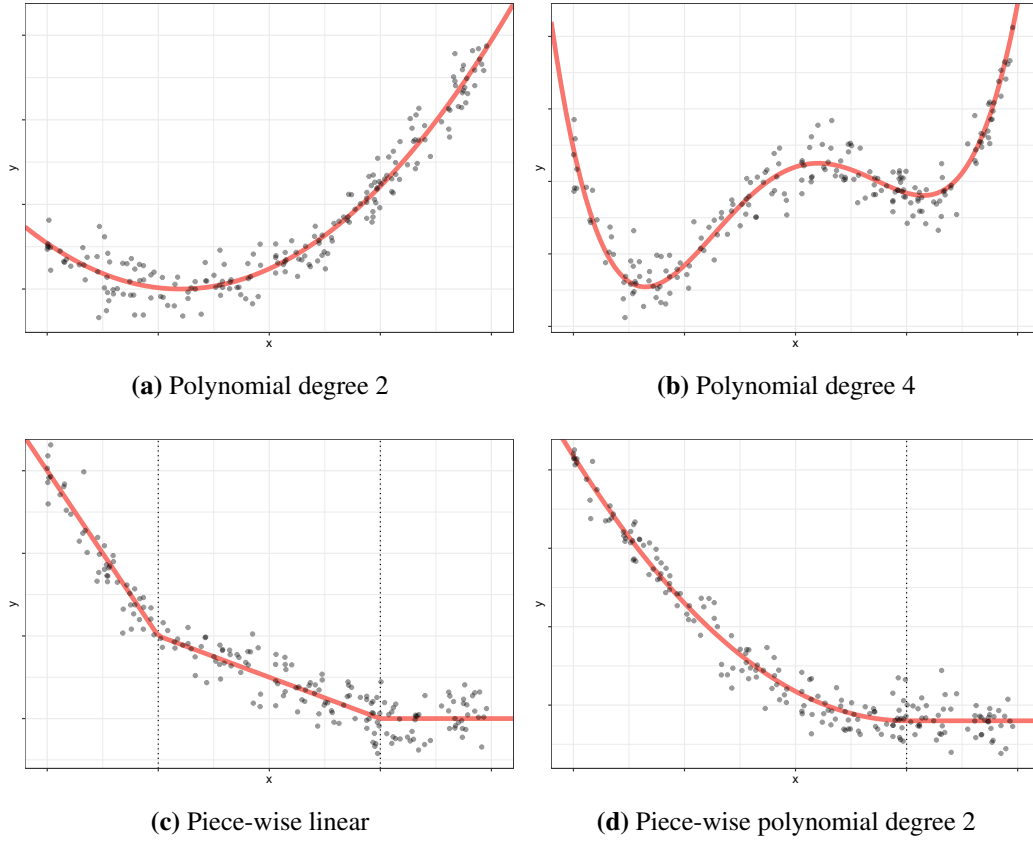 y
y
x
x
(a) Polynomial degree 2
(b) Polynomial degree 4
y
y
x
x
(c) Piece-wise linear
(d) Piece-wise polynomial degree 2